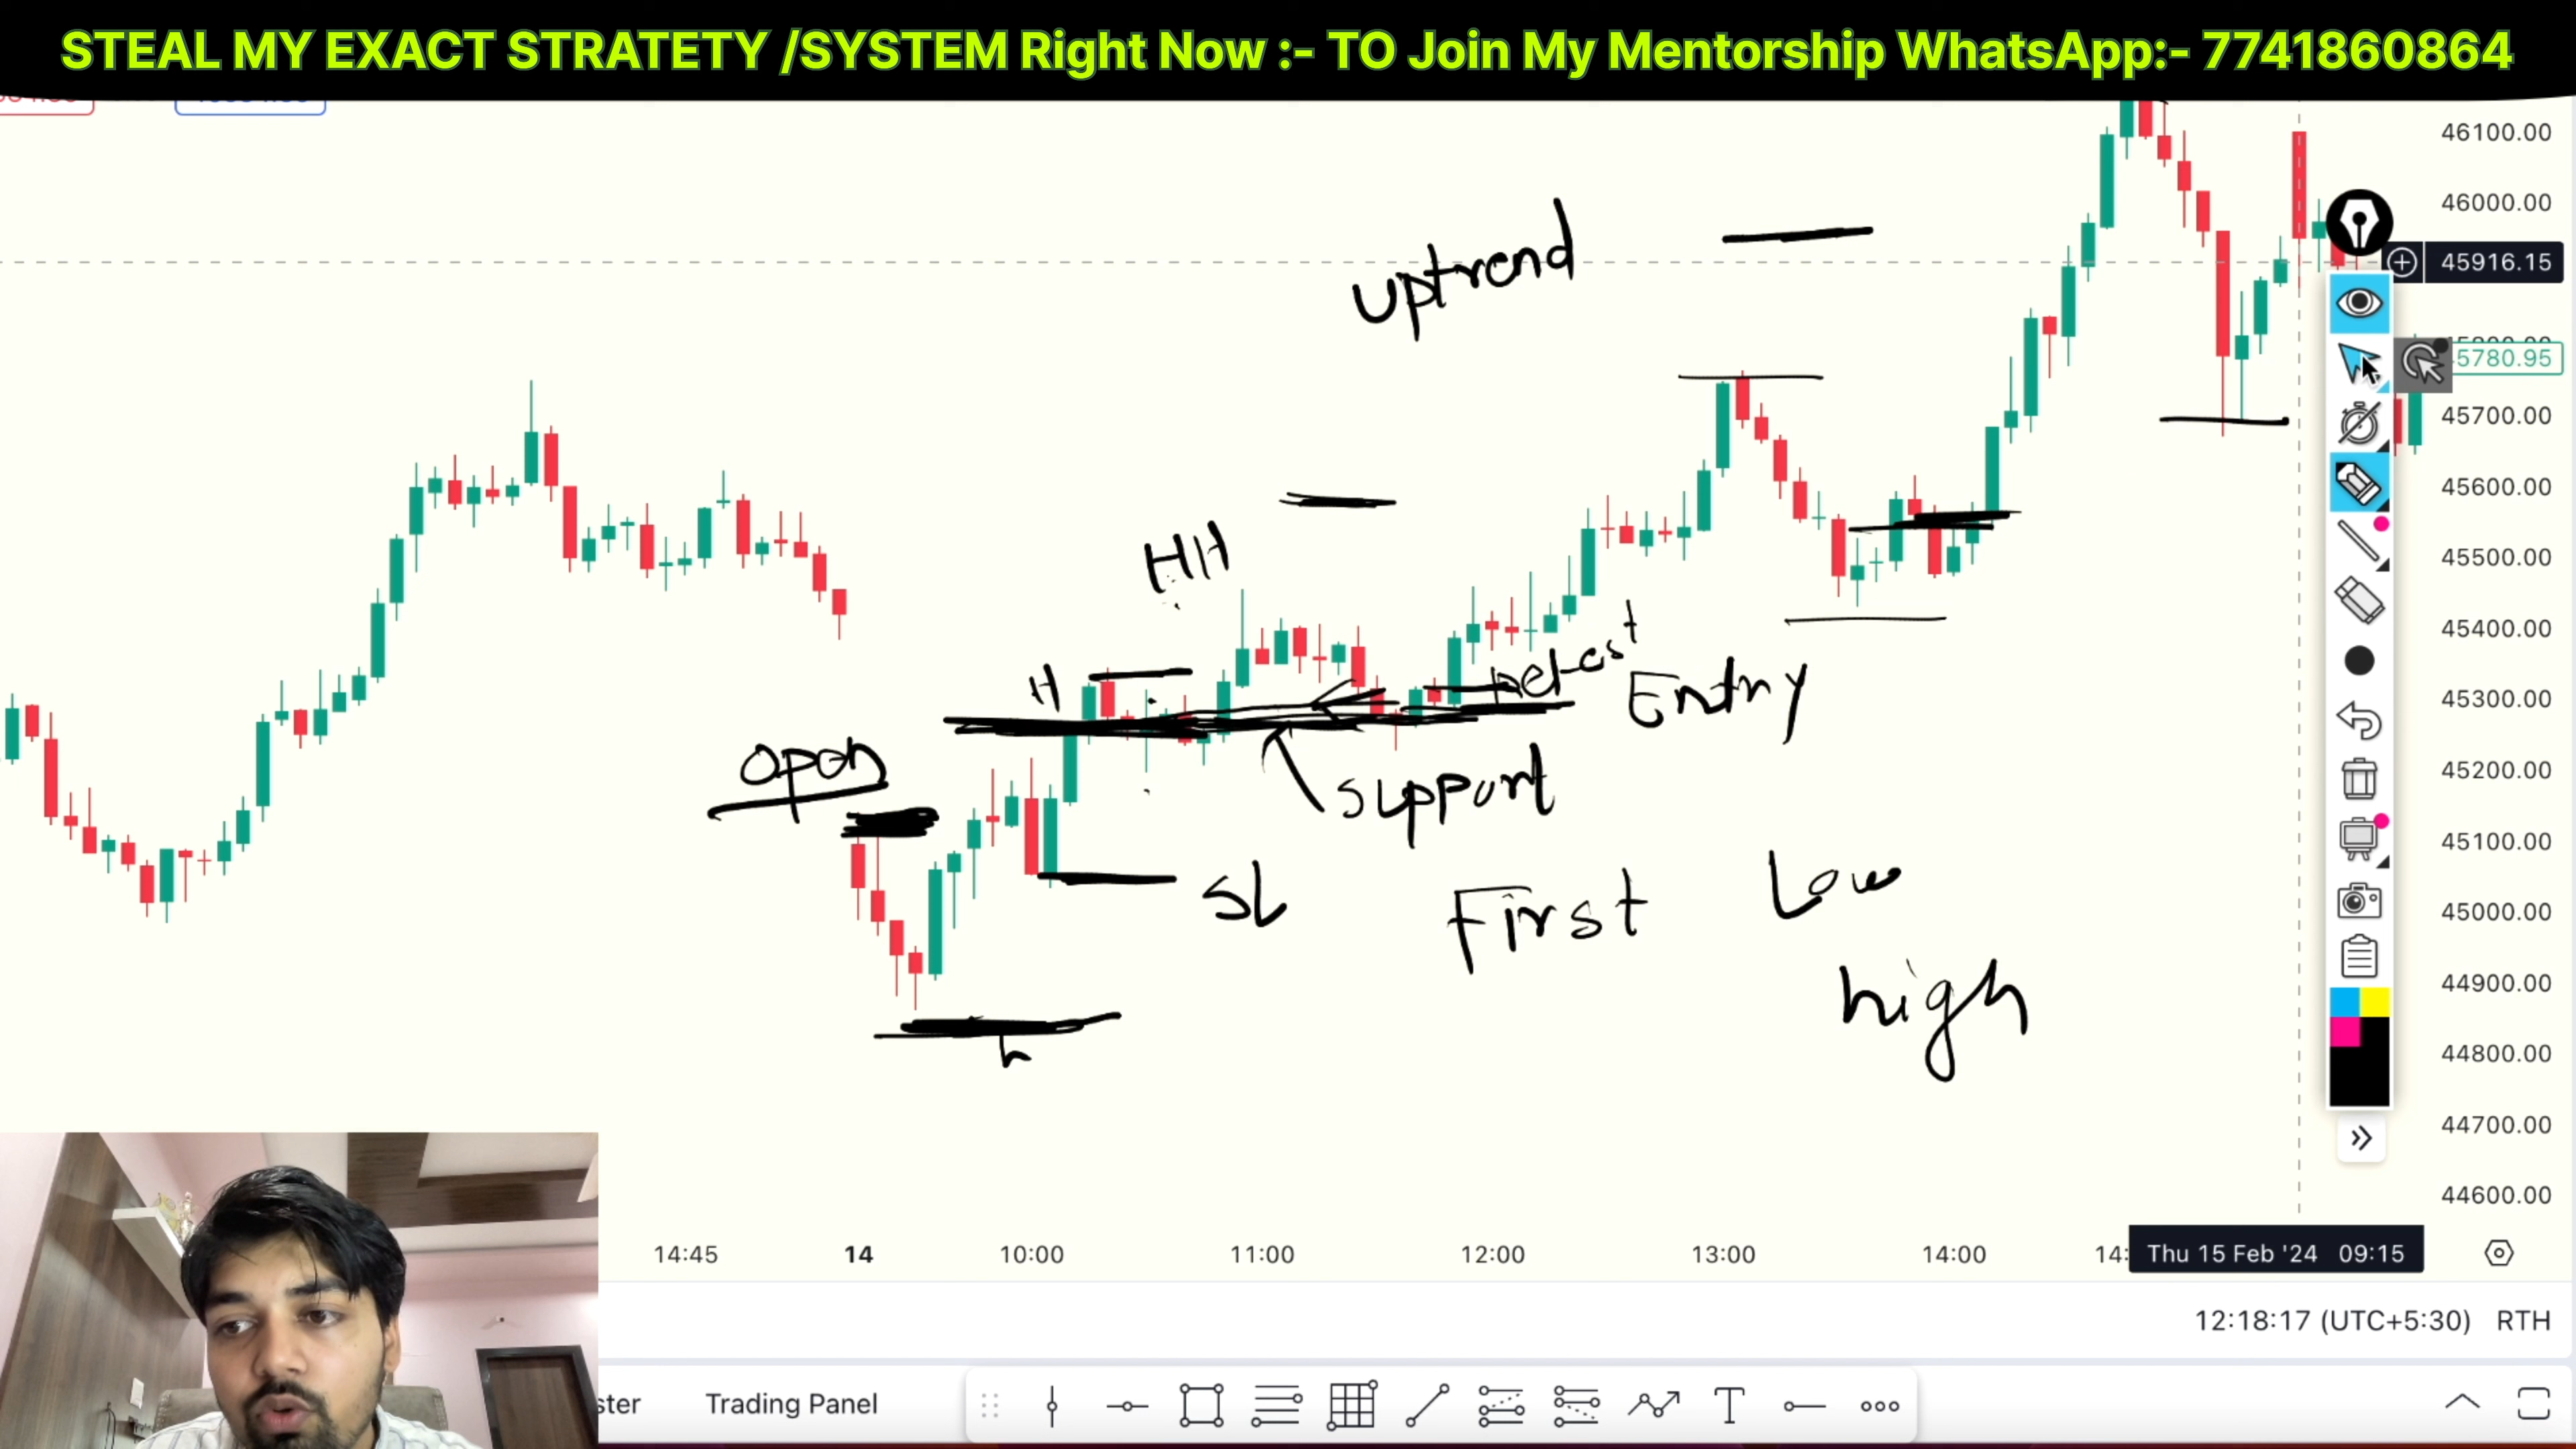 STEAL MY EXACT STRATETY /SYSTEM Right Now :- TO Join My Mentorship WhatsApp:- 7741860864
46100.00
46000.00
45916.15
5780.95
45700.00
45600.00
45500.00
45400.00
45300.00
45200.00
45100.00
45000.00
44900.00
44800.00
44700.00
44600.00
uptrend
HH
H
Entry
open
support
SL
First
Low
high
14:45
14
10:00
11:00
12:00
13:00
14:00
14:
Thu 15 Feb '24 09:15
12:18:17 (UTC+5:30) RTH
ster
Trading Panel